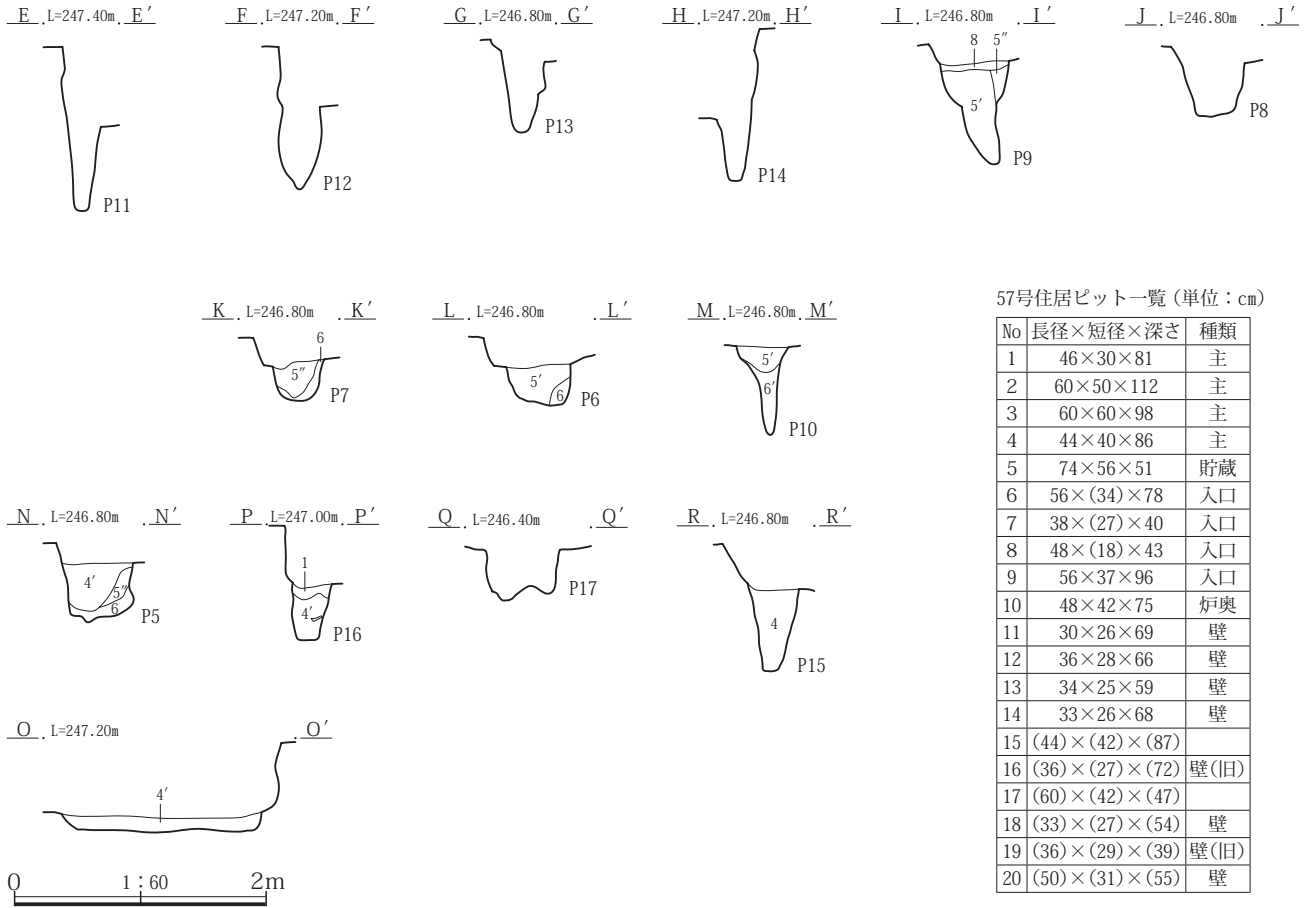 E . L=247.40m . E′
F . L=247.20m . F′
G . L=246.80m . G′
H . L=247.20m . H′
I . L=246.80m . I′
J . L=246.80m . J′
8 5″
5′
P11
P12
P13
P14
P9
P8
K . L=246.80m . K′
L . L=246.80m . L′
M . L=246.80m . M′
6
5″
P7
5′
6
P6
5′
6′
P10
N . L=246.80m . N′
P . L=247.00m . P′
Q . L=246.40m . Q′
R . L=246.80m . R′
4′
5″
6
P5
1
4′
P16
P17
4
P15
O . L=247.20m . O′
4′
0 1：60 2m
57号住居ピット一覧（単位：cm）
No 長径×短径×深さ 種類
1 46×30×81 主
2 60×50×112 主
3 60×60×98 主
4 44×40×86 主
5 74×56×51 貯蔵
6 56×(34)×78 入口
7 38×(27)×40 入口
8 48×(18)×43 入口
9 56×37×96 入口
10 48×42×75 炉奥
11 30×26×69 壁
12 36×28×66 壁
13 34×25×59 壁
14 33×26×68 壁
15 (44)×(42)×(87)
16 (36)×(27)×(72) 壁(旧)
17 (60)×(42)×(47)
18 (33)×(27)×(54) 壁
19 (36)×(29)×(39) 壁(旧)
20 (50)×(31)×(55) 壁